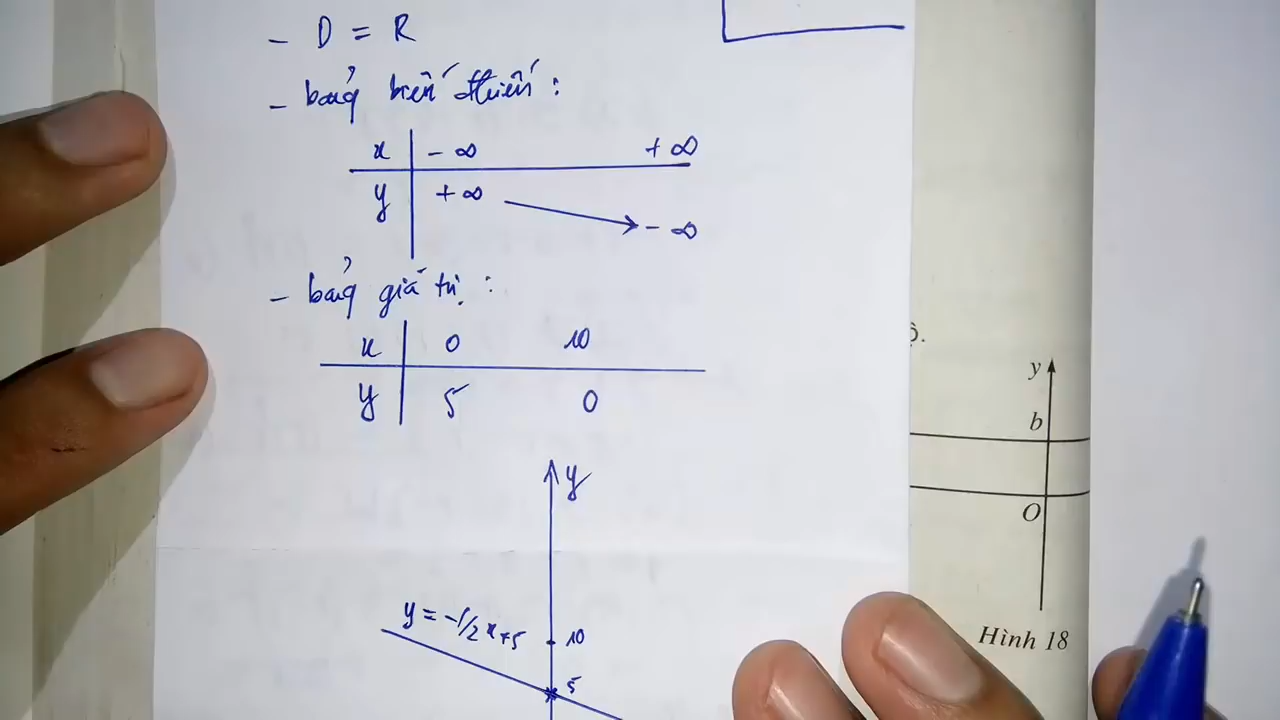 - D = R
- bảng biến thiên :
x - ∞ + ∞
y + ∞ - ∞
- bảng giá trị :
x 0 10
y 5 0
y
y = -1/2 x + 5
10
5
ộ.
y
b
O
Hình 18